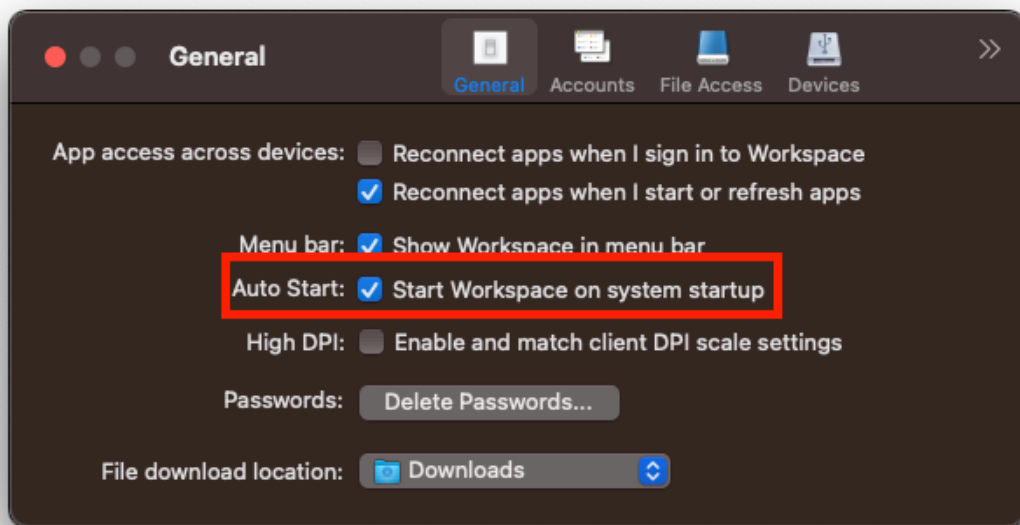 General
General
Accounts
File Access
Devices
App access across devices: Reconnect apps when I sign in to Workspace
Reconnect apps when I start or refresh apps
Menu bar: Show Workspace in menu bar
Auto Start: Start Workspace on system startup
High DPI: Enable and match client DPI scale settings
Passwords: Delete Passwords...
File download location: Downloads